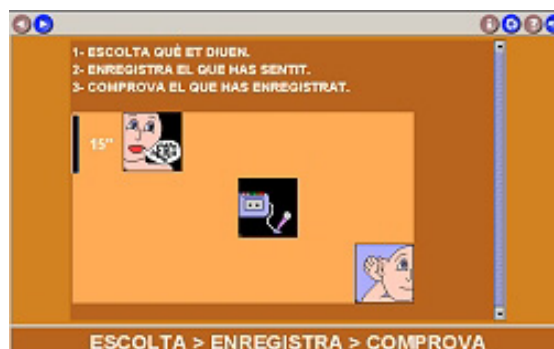 1- ESCOLTA QUÈ ET DIUEN.
2- ENREGISTRA EL QUE HAS SENTIT.
3- COMPROVA EL QUE HAS ENREGISTRAT.
15"
ESCOLTA > ENREGISTRA > COMPROVA